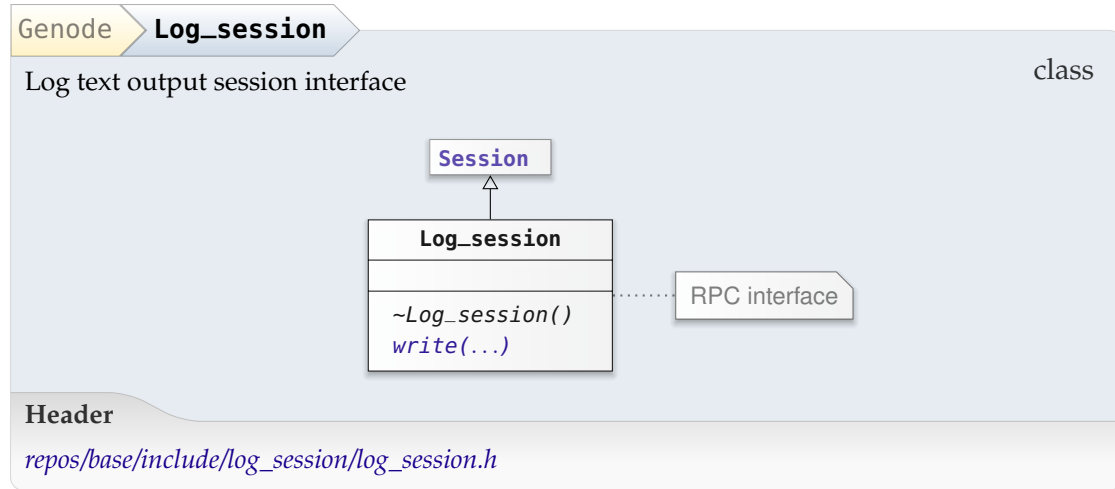 Genode Log_session
class
Log text output session interface
Session
Log_session
RPC interface
~Log_session()
write(...)
Header
repos/base/include/log_session/log_session.h